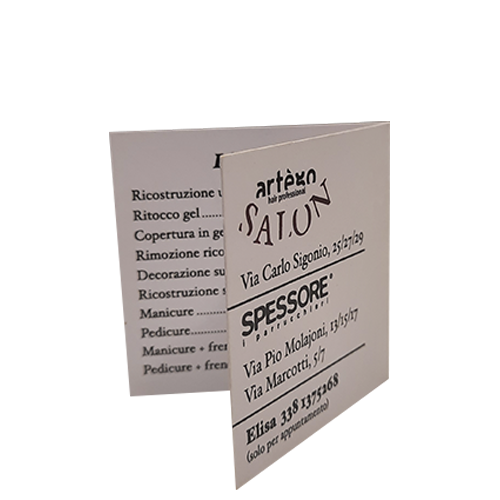 Ricostruzione
Ritocco gel........
Copertura in ge
Rimozione rico
Decorazione su
Ricostruzione
Manicure..........
Pedicure............
Manicure + fren
Pedicure + fren
artègo
hair professional
SALON
Via Carlo Sigonio, 25/27/29
SPESSORE®
i parrucchieri
Via Pio Molajoni, 13/15/17
Via Marcotti, 5/7
Elisa 338 1375268
(solo per appuntamento)